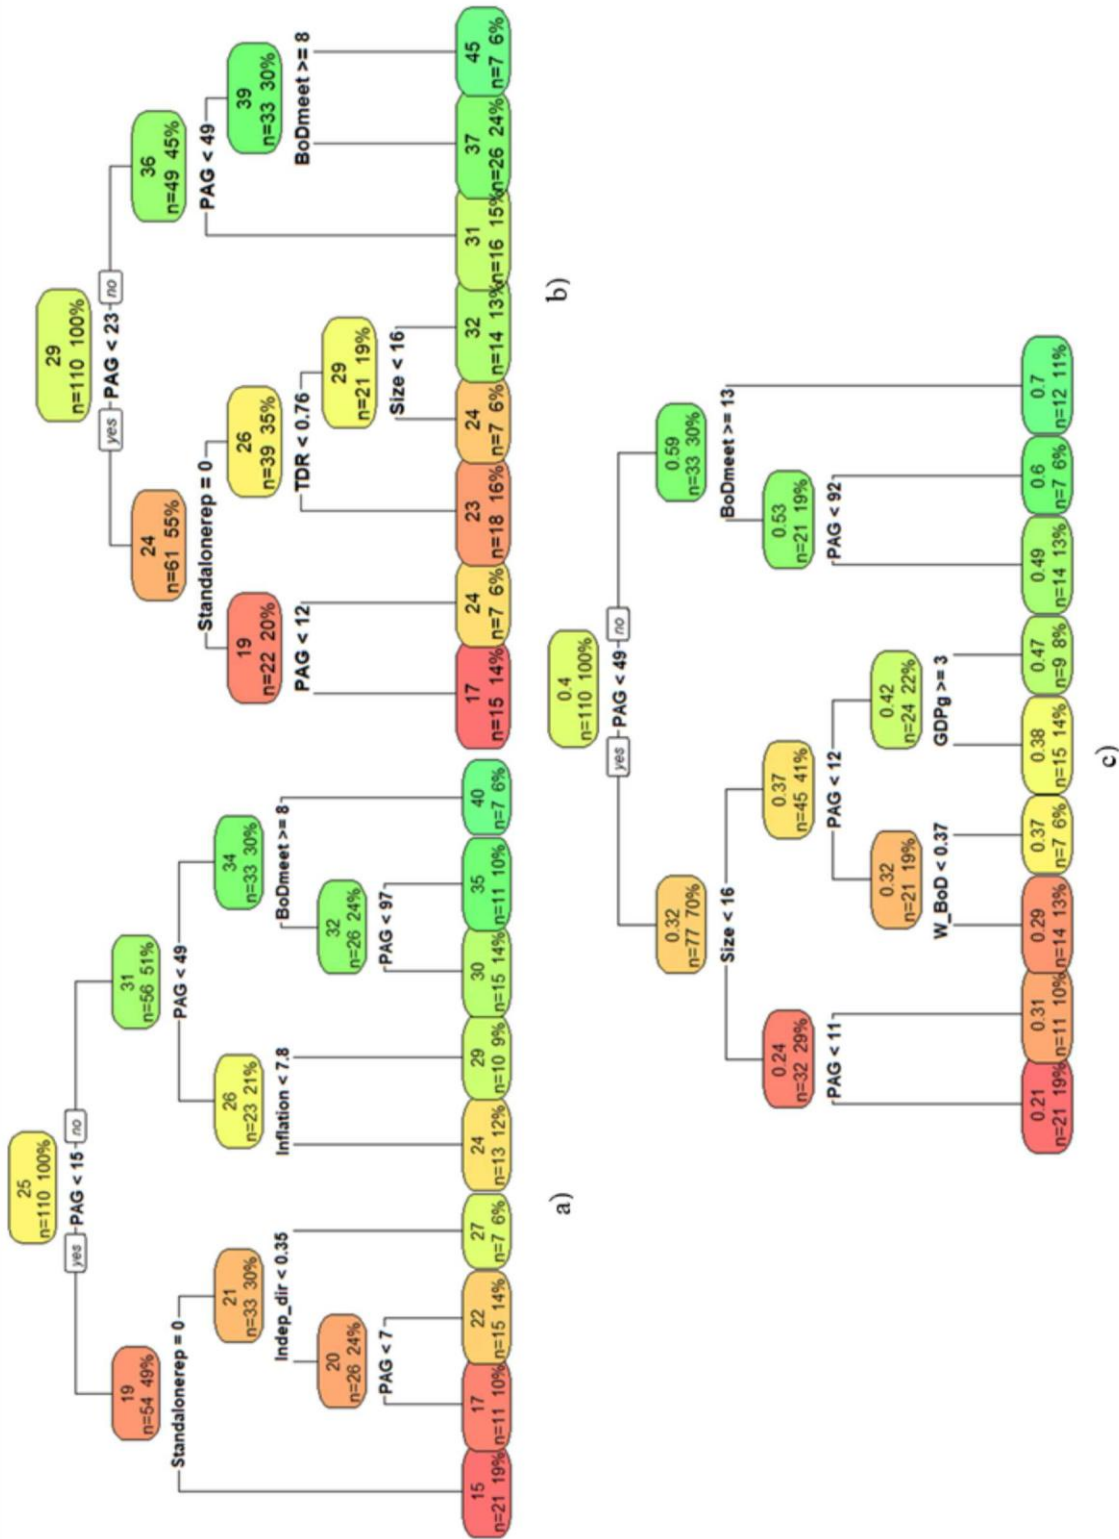 25
n=110 100%
yes
PAG < 15
no
19
n=54 49%
31
n=56 51%
Standalonerep = 0
PAG < 49
21
n=33 30%
26
n=23 21%
34
n=33 30%
Indep_dir < 0.35
Inflation < 7.8
BoDmeet >= 8
20
n=26 24%
32
n=26 24%
PAG < 7
PAG < 97
15
n=21 19%
17
n=11 10%
22
n=15 14%
27
n=7 6%
24
n=13 12%
29
n=10 9%
30
n=15 14%
35
n=11 10%
40
n=7 6%
a)
29
n=110 100%
yes
PAG < 23
no
24
n=61 55%
36
n=49 45%
Standalonerep = 0
PAG < 49
19
n=22 20%
26
n=39 35%
39
n=33 30%
PAG < 12
TDR < 0.76
BoDmeet >= 8
29
n=21 19%
Size < 16
17
n=15 14%
24
n=7 6%
23
n=18 16%
24
n=7 6%
32
n=14 13%
31
n=16 15%
37
n=26 24%
45
n=7 6%
b)
0.4
n=110 100%
yes
PAG < 49
no
0.32
n=77 70%
0.59
n=33 30%
Size < 16
BoDmeet >= 13
0.24
n=32 29%
0.37
n=45 41%
0.53
n=21 19%
PAG < 11
PAG < 12
PAG < 92
0.32
n=21 19%
0.42
n=24 22%
W_BoD < 0.37
GDPg >= 3
0.21
n=21 19%
0.31
n=11 10%
0.29
n=14 13%
0.37
n=7 6%
0.38
n=15 14%
0.47
n=9 8%
0.49
n=14 13%
0.6
n=7 6%
0.7
n=12 11%
c)